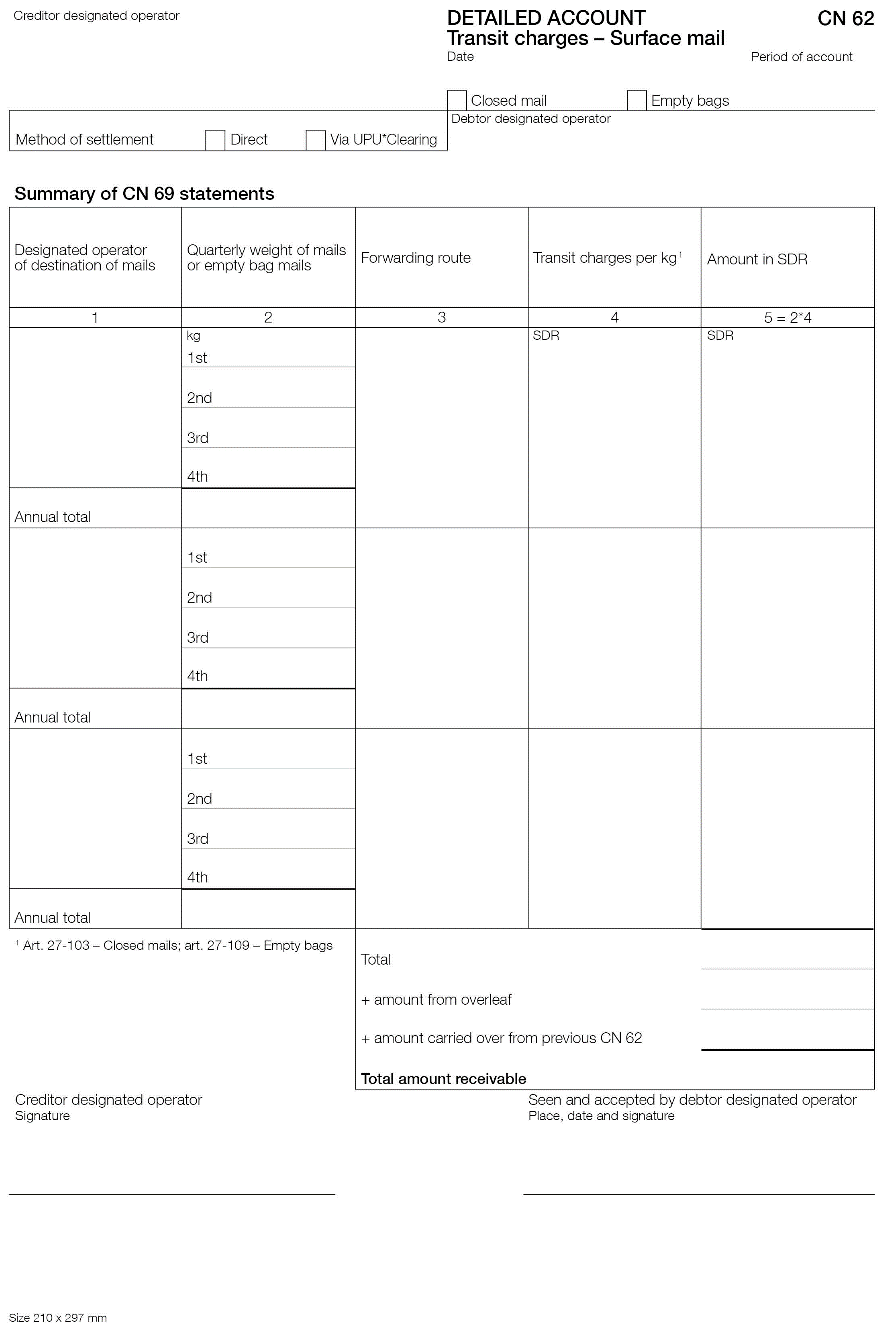 Creditor designated operator
DETAILED ACCOUNT
CN 62
Transit charges – Surface mail
Date
Period of account
Closed mail
Empty bags
Debtor designated operator
Method of settlement
Direct
Via UPU*Clearing
Summary of CN 69 statements
Designated operator
of destination of mails
Quarterly weight of mails
or empty bag mails
Forwarding route
Transit charges per kg¹
Amount in SDR
1
2
3
4
5 = 2*4
kg
SDR
SDR
1st
2nd
3rd
4th
Annual total
1st
2nd
3rd
4th
Annual total
1st
2nd
3rd
4th
Annual total
¹ Art. 27-103 – Closed mails; art. 27-109 – Empty bags
Total
+ amount from overleaf
+ amount carried over from previous CN 62
Total amount receivable
Creditor designated operator
Signature
Seen and accepted by debtor designated operator
Place, date and signature
Size 210 x 297 mm